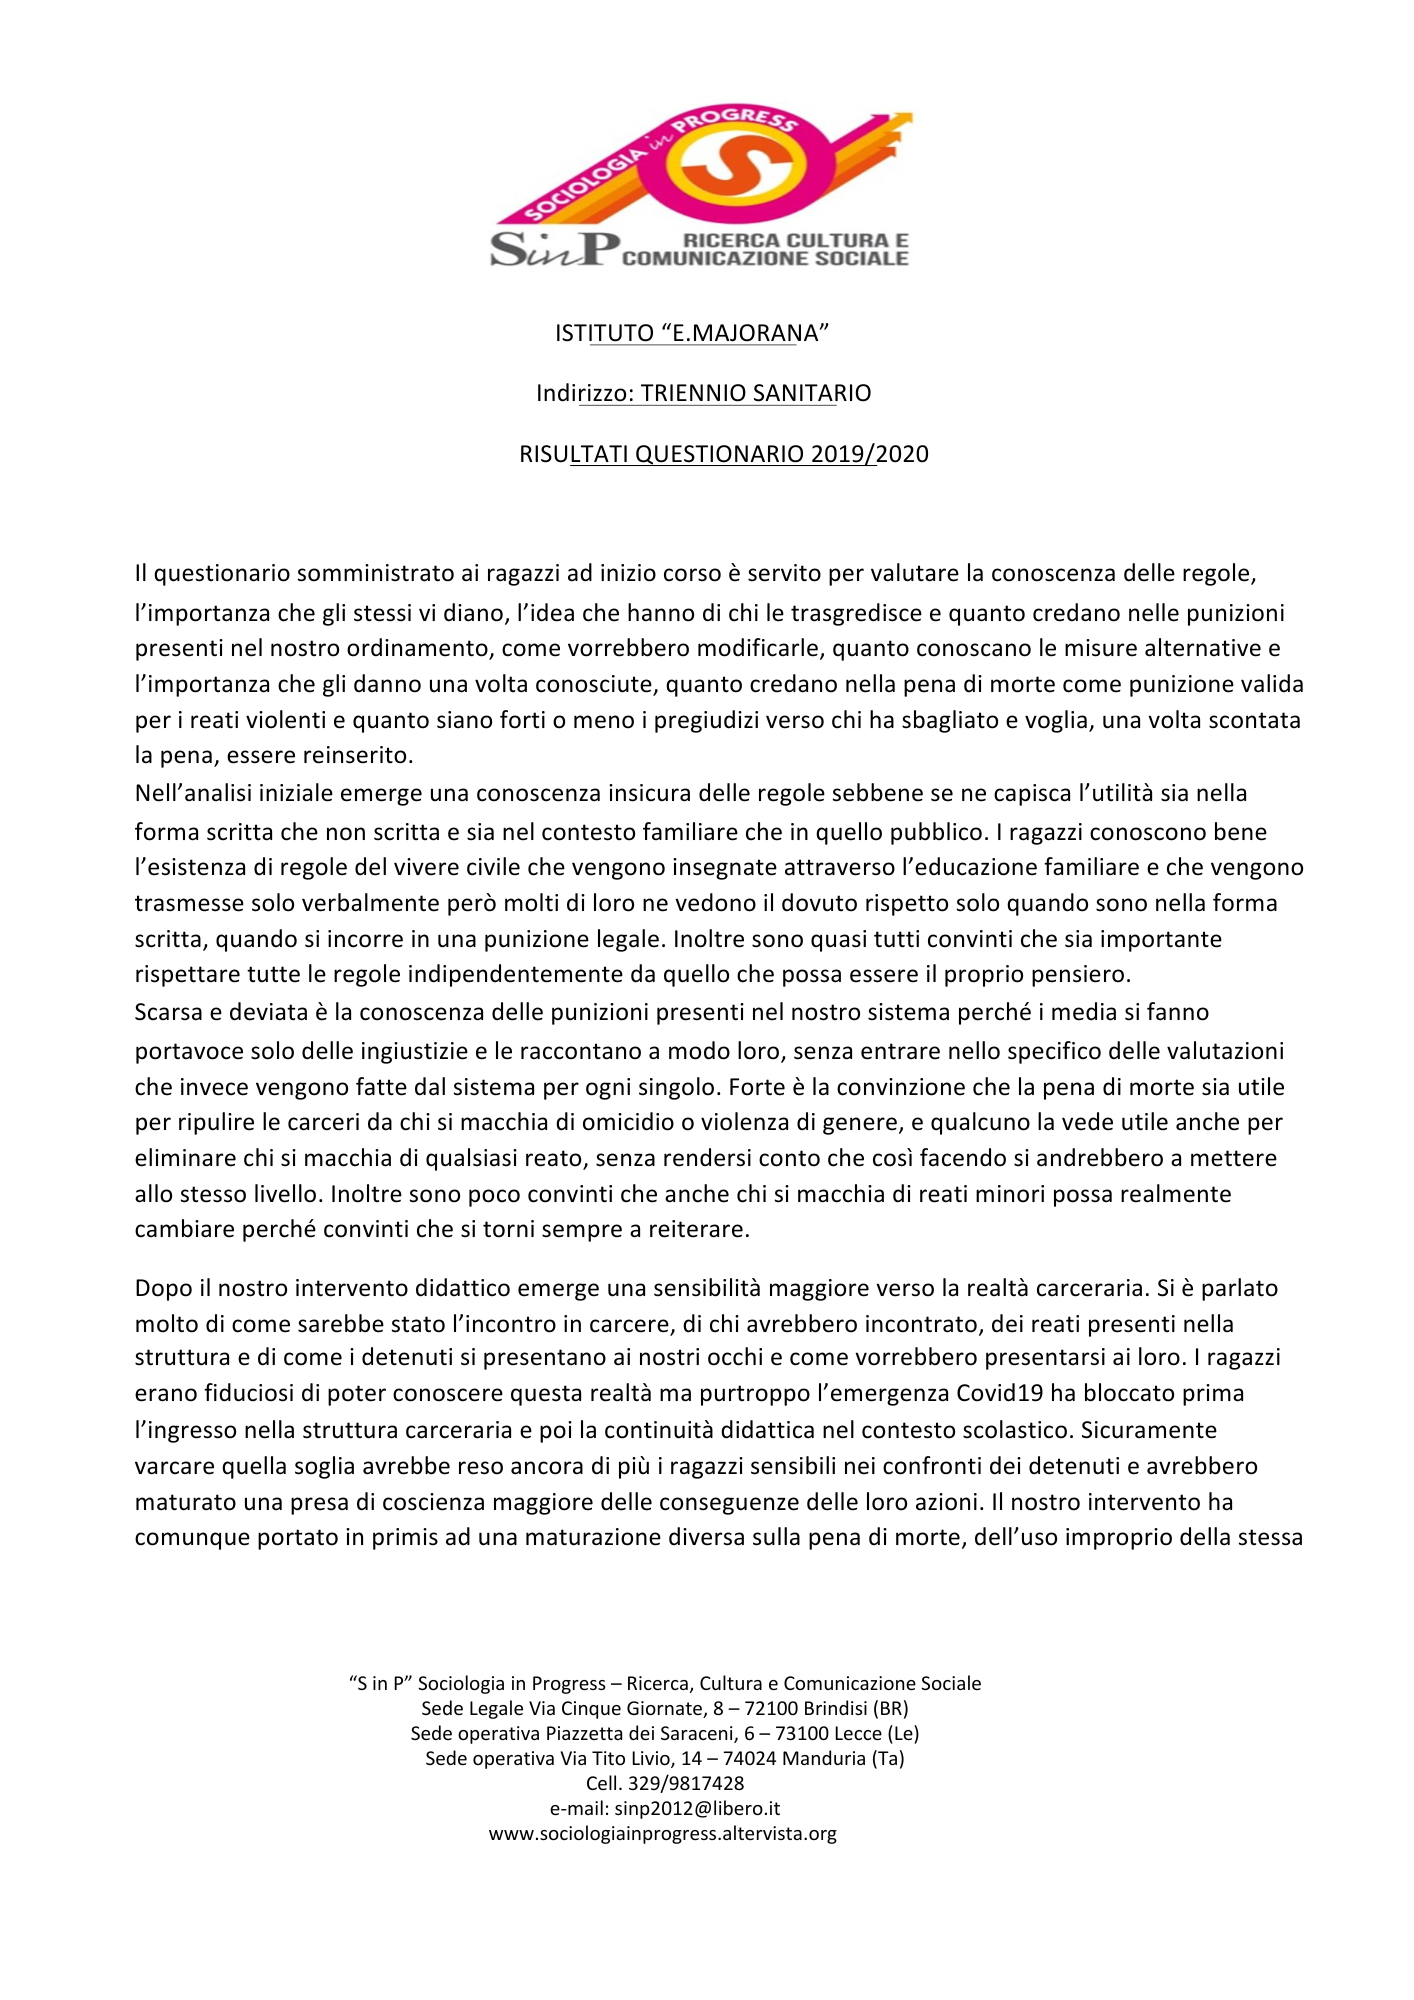 SOCIOLOGIA in PROGRESS
S
SinP RICERCA CULTURA E
COMUNICAZIONE SOCIALE
ISTITUTO “E.MAJORANA”
Indirizzo: TRIENNIO SANITARIO
RISULTATI QUESTIONARIO 2019/2020
Il questionario somministrato ai ragazzi ad inizio corso è servito per valutare la conoscenza delle regole,
l’importanza che gli stessi vi diano, l’idea che hanno di chi le trasgredisce e quanto credano nelle punizioni
presenti nel nostro ordinamento, come vorrebbero modificarle, quanto conoscano le misure alternative e
l’importanza che gli danno una volta conosciute, quanto credano nella pena di morte come punizione valida
per i reati violenti e quanto siano forti o meno i pregiudizi verso chi ha sbagliato e voglia, una volta scontata
la pena, essere reinserito.
Nell’analisi iniziale emerge una conoscenza insicura delle regole sebbene se ne capisca l’utilità sia nella
forma scritta che non scritta e sia nel contesto familiare che in quello pubblico. I ragazzi conoscono bene
l’esistenza di regole del vivere civile che vengono insegnate attraverso l’educazione familiare e che vengono
trasmesse solo verbalmente però molti di loro ne vedono il dovuto rispetto solo quando sono nella forma
scritta, quando si incorre in una punizione legale. Inoltre sono quasi tutti convinti che sia importante
rispettare tutte le regole indipendentemente da quello che possa essere il proprio pensiero.
Scarsa e deviata è la conoscenza delle punizioni presenti nel nostro sistema perché i media si fanno
portavoce solo delle ingiustizie e le raccontano a modo loro, senza entrare nello specifico delle valutazioni
che invece vengono fatte dal sistema per ogni singolo. Forte è la convinzione che la pena di morte sia utile
per ripulire le carceri da chi si macchia di omicidio o violenza di genere, e qualcuno la vede utile anche per
eliminare chi si macchia di qualsiasi reato, senza rendersi conto che così facendo si andrebbero a mettere
allo stesso livello. Inoltre sono poco convinti che anche chi si macchia di reati minori possa realmente
cambiare perché convinti che si torni sempre a reiterare.
Dopo il nostro intervento didattico emerge una sensibilità maggiore verso la realtà carceraria. Si è parlato
molto di come sarebbe stato l’incontro in carcere, di chi avrebbero incontrato, dei reati presenti nella
struttura e di come i detenuti si presentano ai nostri occhi e come vorrebbero presentarsi ai loro. I ragazzi
erano fiduciosi di poter conoscere questa realtà ma purtroppo l’emergenza Covid19 ha bloccato prima
l’ingresso nella struttura carceraria e poi la continuità didattica nel contesto scolastico. Sicuramente
varcare quella soglia avrebbe reso ancora di più i ragazzi sensibili nei confronti dei detenuti e avrebbero
maturato una presa di coscienza maggiore delle conseguenze delle loro azioni. Il nostro intervento ha
comunque portato in primis ad una maturazione diversa sulla pena di morte, dell’uso improprio della stessa
“S in P” Sociologia in Progress – Ricerca, Cultura e Comunicazione Sociale
Sede Legale Via Cinque Giornate, 8 – 72100 Brindisi (BR)
Sede operativa Piazzetta dei Saraceni, 6 – 73100 Lecce (Le)
Sede operativa Via Tito Livio, 14 – 74024 Manduria (Ta)
Cell. 329/9817428
e-mail: sinp2012@libero.it
www.sociologiainprogress.altervista.org